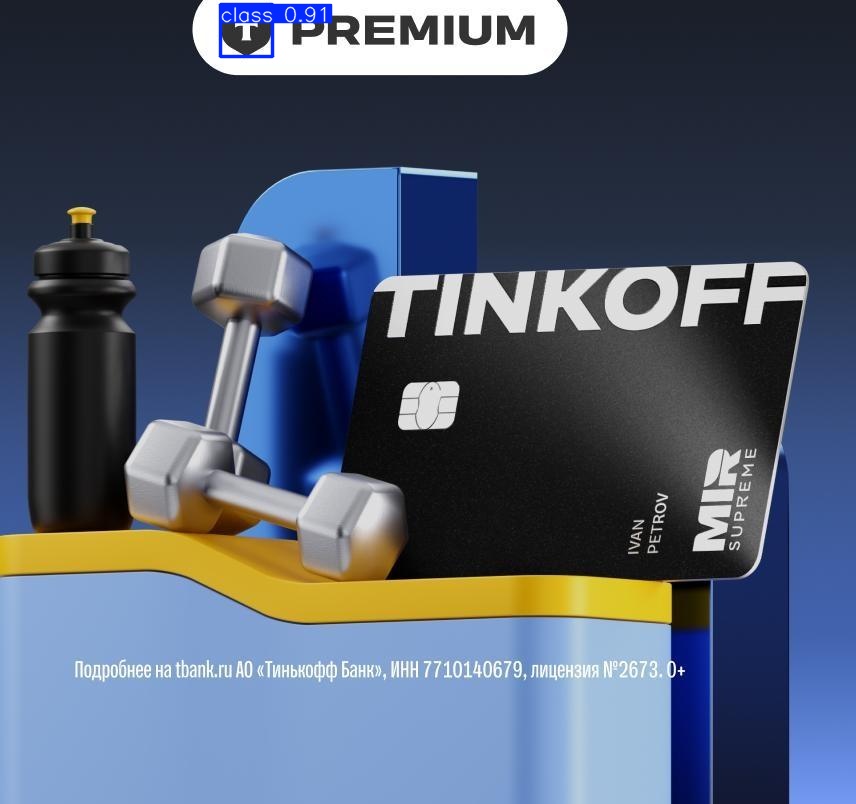 class 0.91
T PREMIUM
TINKOFF
IVAN
PETROV
MIR
SUPREME
Подробнее на tbank.ru АО «Тинькофф Банк», ИНН 7710140679, лицензия №2673. 0+